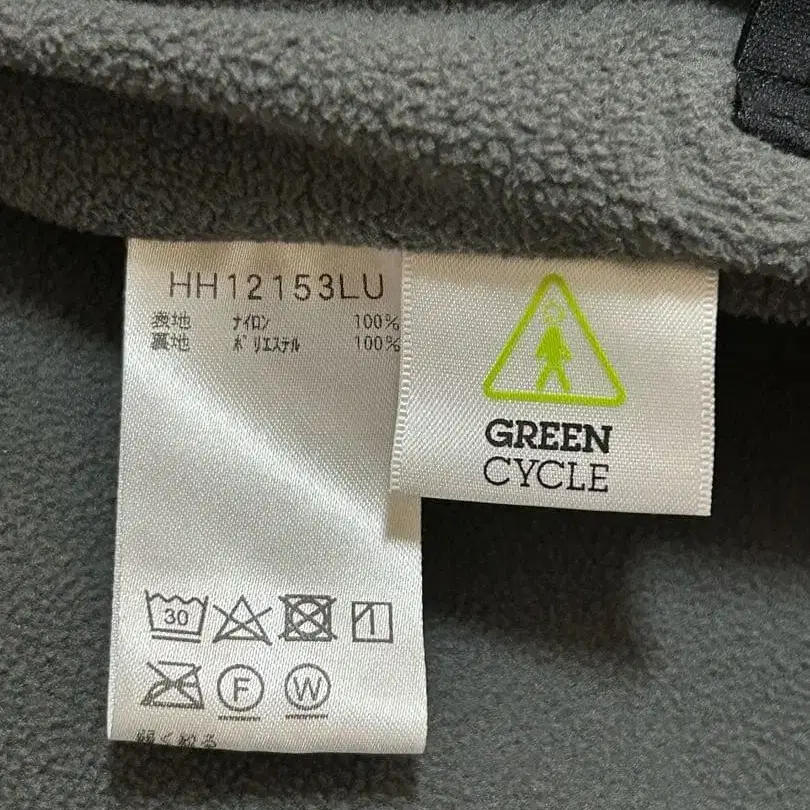 HH12153LU
表地 ナイロン 100%
裏地 ポリエステル 100%
GREEN
CYCLE
30
F W
弱く絞る